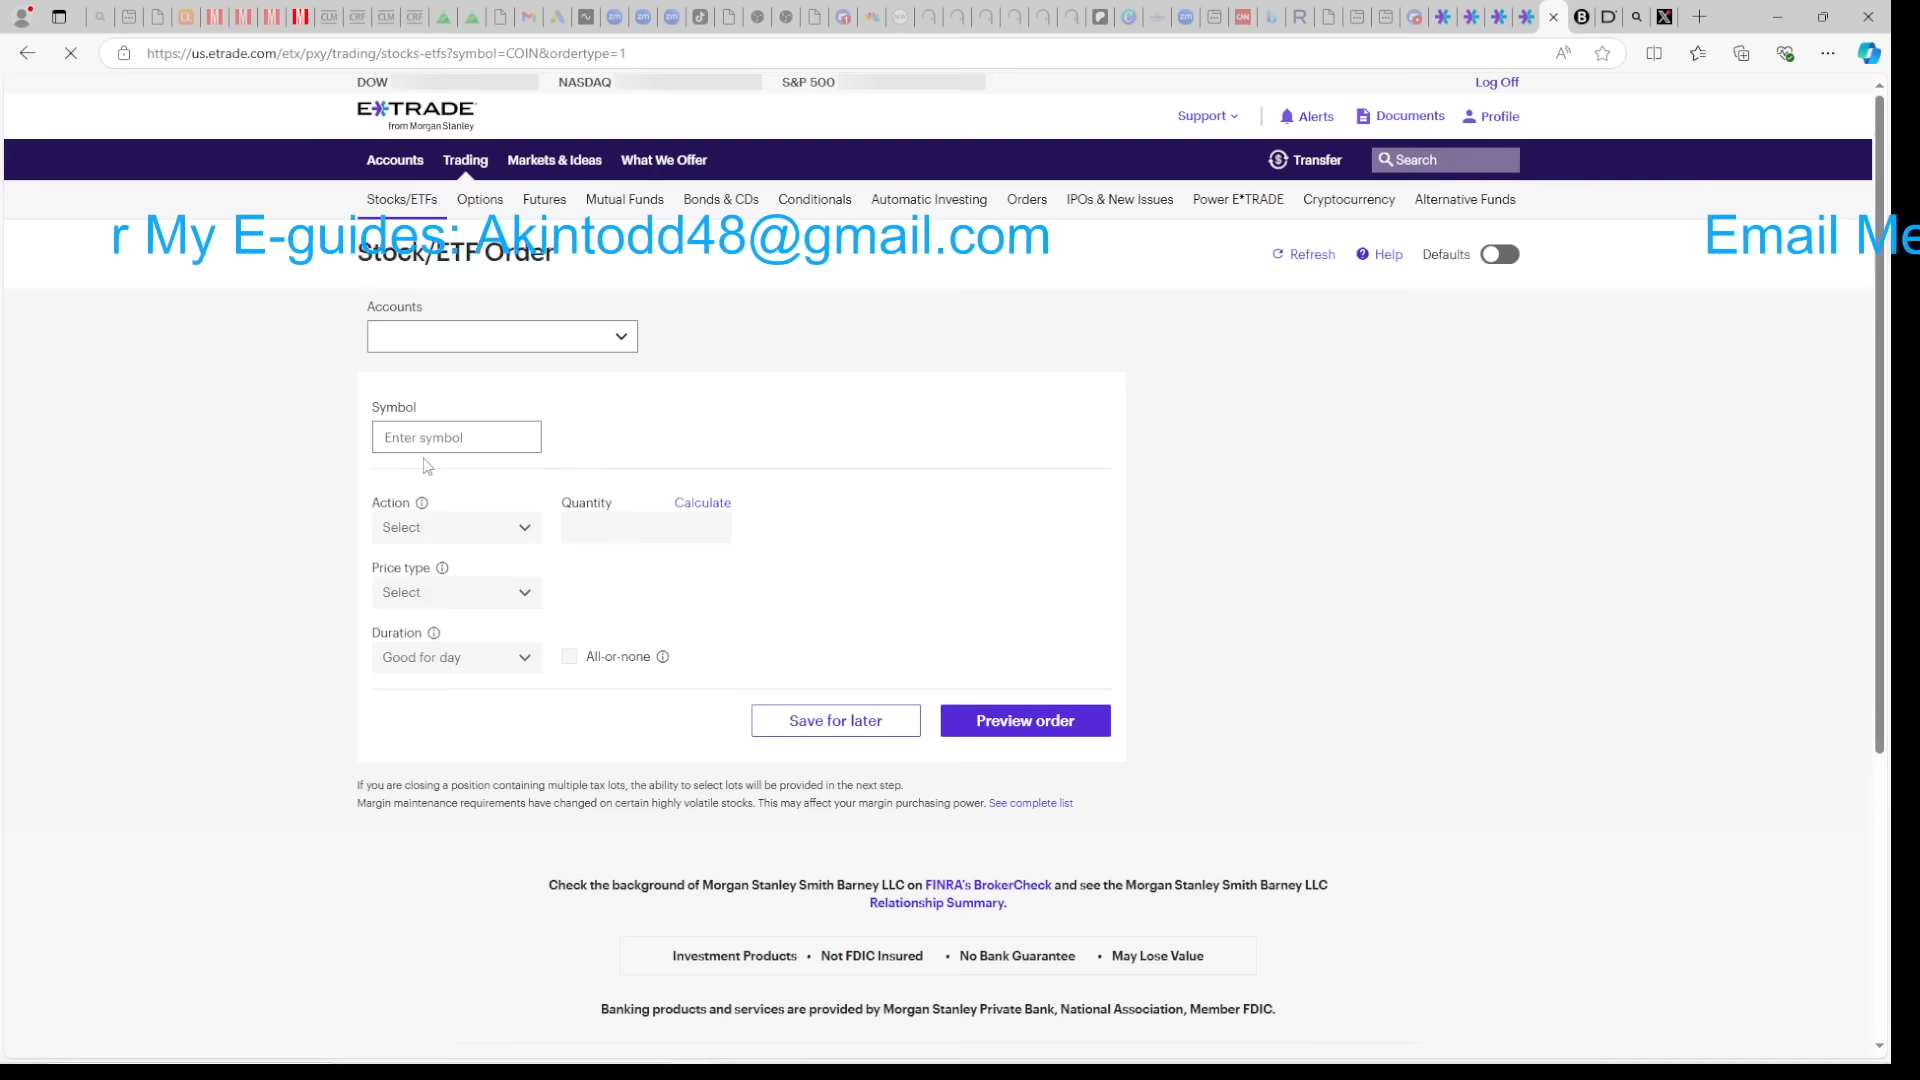 https://us.etrade.com/etx/pxy/trading/stocks-etfs?symbol=COIN&ordertype=1
DOW NASDAQ S&P 500 Log Off
E*TRADE
from Morgan Stanley
Support Alerts Documents Profile
Accounts Trading Markets & Ideas What We Offer Transfer Search
Stocks/ETFs Options Futures Mutual Funds Bonds & CDs Conditionals Automatic Investing Orders IPOs & New Issues Power E*TRADE Cryptocurrency Alternative Funds
r My E-guides: Akintodd48@gmail.com Email Me
Stock/ETF Order
Refresh Help Defaults
Accounts
Symbol
Enter symbol
Action Quantity Calculate
Select
Price type
Select
Duration
Good for day All-or-none
Save for later Preview order
If you are closing a position containing multiple tax lots, the ability to select lots will be provided in the next step.
Margin maintenance requirements have changed on certain highly volatile stocks. This may affect your margin purchasing power. See complete list
Check the background of Morgan Stanley Smith Barney LLC on FINRA's BrokerCheck and see the Morgan Stanley Smith Barney LLC
Relationship Summary.
Investment Products • Not FDIC Insured • No Bank Guarantee • May Lose Value
Banking products and services are provided by Morgan Stanley Private Bank, National Association, Member FDIC.